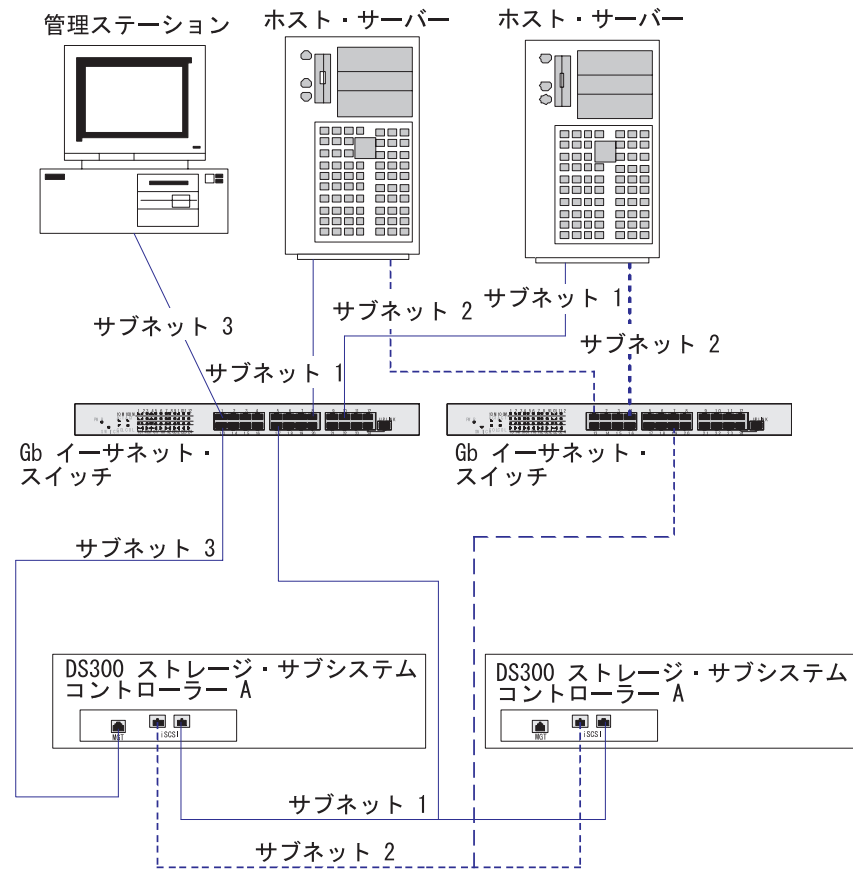 管理ステーション
ホスト・サーバー
ホスト・サーバー
サブネット 3
サブネット 1
サブネット 2
サブネット 1
サブネット 2
Gb イーサネット・
スイッチ
Gb イーサネット・
スイッチ
サブネット 3
DS300 ストレージ・サブシステム
コントローラー A
MGT
iSCSI
DS300 ストレージ・サブシステム
コントローラー A
MGT
iSCSI
サブネット 1
サブネット 2